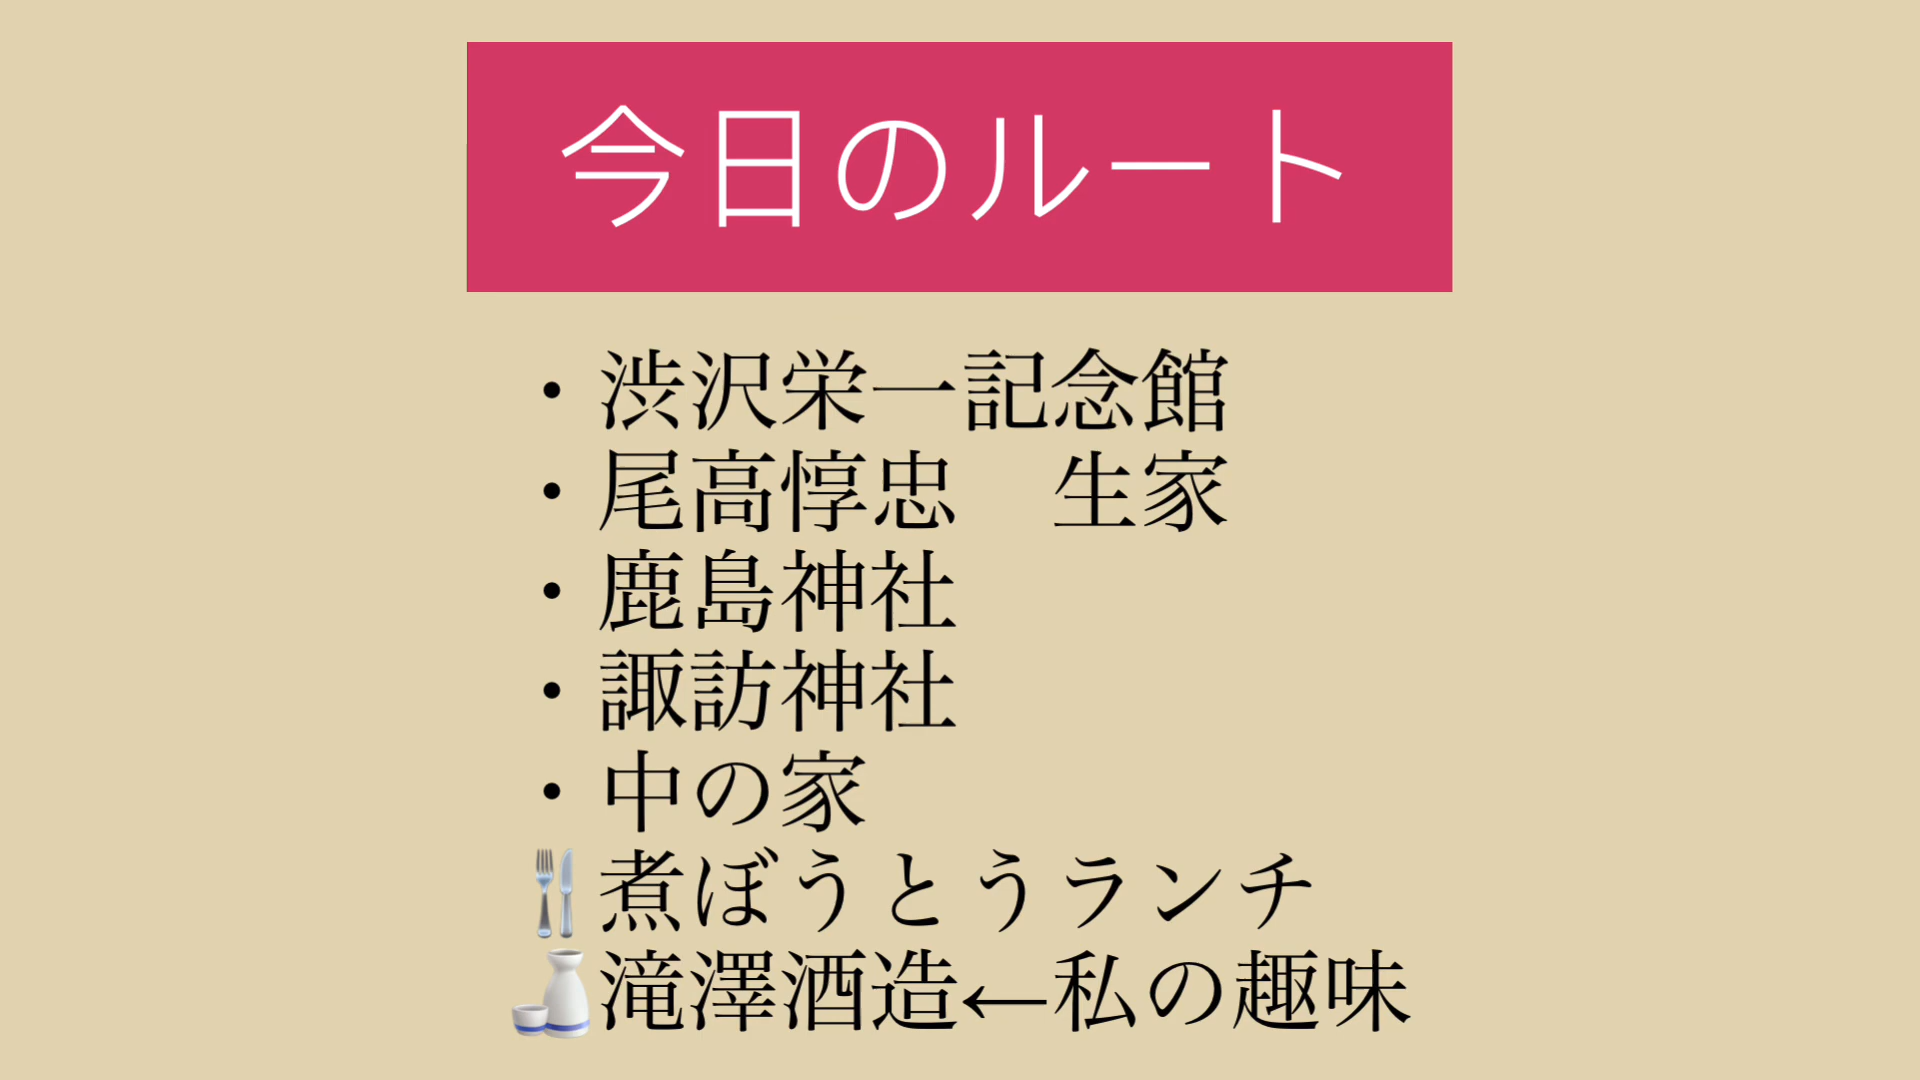 今日のルート
・渋沢栄一記念館
・尾高惇忠　生家
・鹿島神社
・諏訪神社
・中の家
🍴煮ぼうとうランチ
🍶滝澤酒造←私の趣味